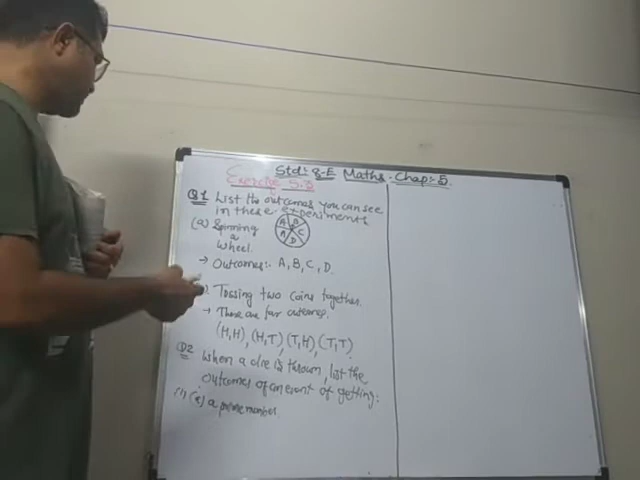 Std: 8-E Maths Chap: 5.
Exercise 5.3
Q1 List the outcomes you can see
in these experiments
(a) Spinning
a
wheel.
A B C D A
→ Outcomes:- A, B, C, D.
Tossing two coins together.
→ There are four outcomes.
(H,H), (H,T), (T,H), (T,T)
Q2 When a die is thrown, list the
outcomes of an event of getting:
(i) (a) a prime number